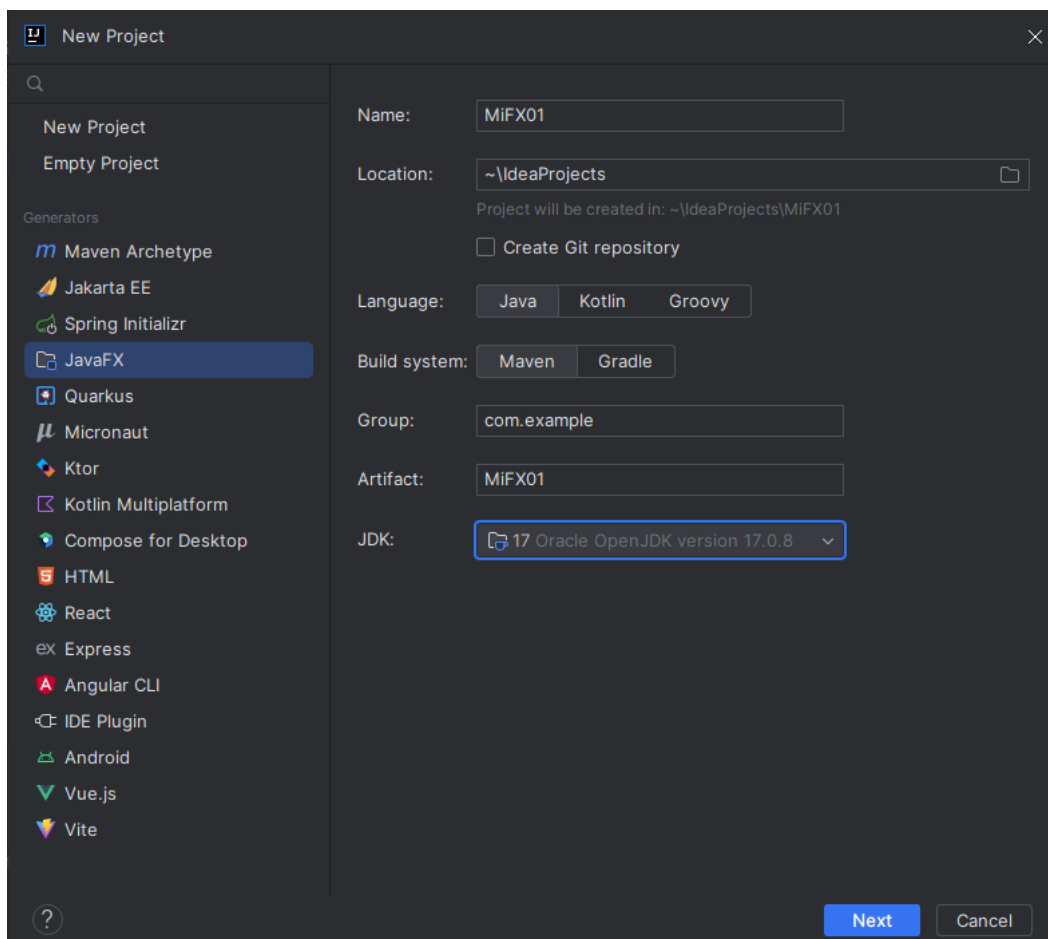 New Project
New Project
Empty Project
Generators
Maven Archetype
Jakarta EE
Spring Initializr
JavaFX
Quarkus
Micronaut
Ktor
Kotlin Multiplatform
Compose for Desktop
HTML
React
ex Express
Angular CLI
IDE Plugin
Android
Vue.js
Vite
Name: MiFX01
Location: ~\IdeaProjects
Project will be created in: ~\IdeaProjects\MiFX01
Create Git repository
Language: Java Kotlin Groovy
Build system: Maven Gradle
Group: com.example
Artifact: MiFX01
JDK: 17 Oracle OpenJDK version 17.0.8
? Next Cancel